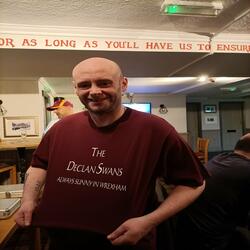 OR AS LONG AS YOU'LL HAVE US TO ENSURE
THE
DECLAN SWANS
ALWAYS SUNNY IN WREXHAM